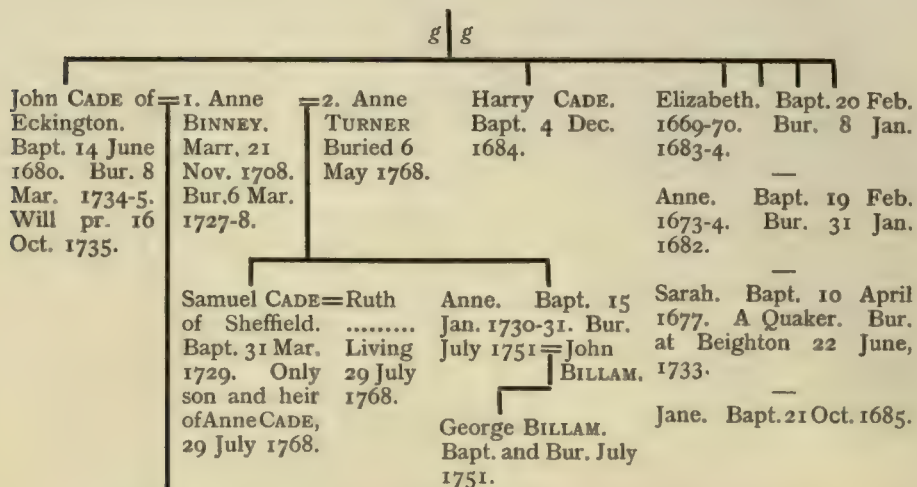 g g
John CADE of
Eckington.
Bapt. 14 June
1680. Bur. 8
Mar. 1734-5.
Will pr. 16
Oct. 1735.
=1. Anne
BINNEY.
Marr. 21
Nov. 1708.
Bur. 6 Mar.
1727-8.
=2. Anne
TURNER
Buried 6
May 1768.
Harry CADE.
Bapt. 4 Dec.
1684.
Elizabeth. Bapt. 20 Feb.
1669-70. Bur. 8 Jan.
1683-4.
—
Anne. Bapt. 19 Feb.
1673-4. Bur. 31 Jan.
1682.
—
Sarah. Bapt. 10 April
1677. A Quaker. Bur.
at Beighton 22 June,
1733.
—
Jane. Bapt. 21 Oct. 1685.
Samuel CADE=
of Sheffield.
Bapt. 31 Mar.
1729. Only
son and heir
of Anne CADE,
29 July 1768.
Ruth
.........
Living
29 July
1768.
Anne. Bapt. 15
Jan. 1730-31. Bur.
July 1751=John
BILLAM.
George BILLAM.
Bapt. and Bur. July
1751.